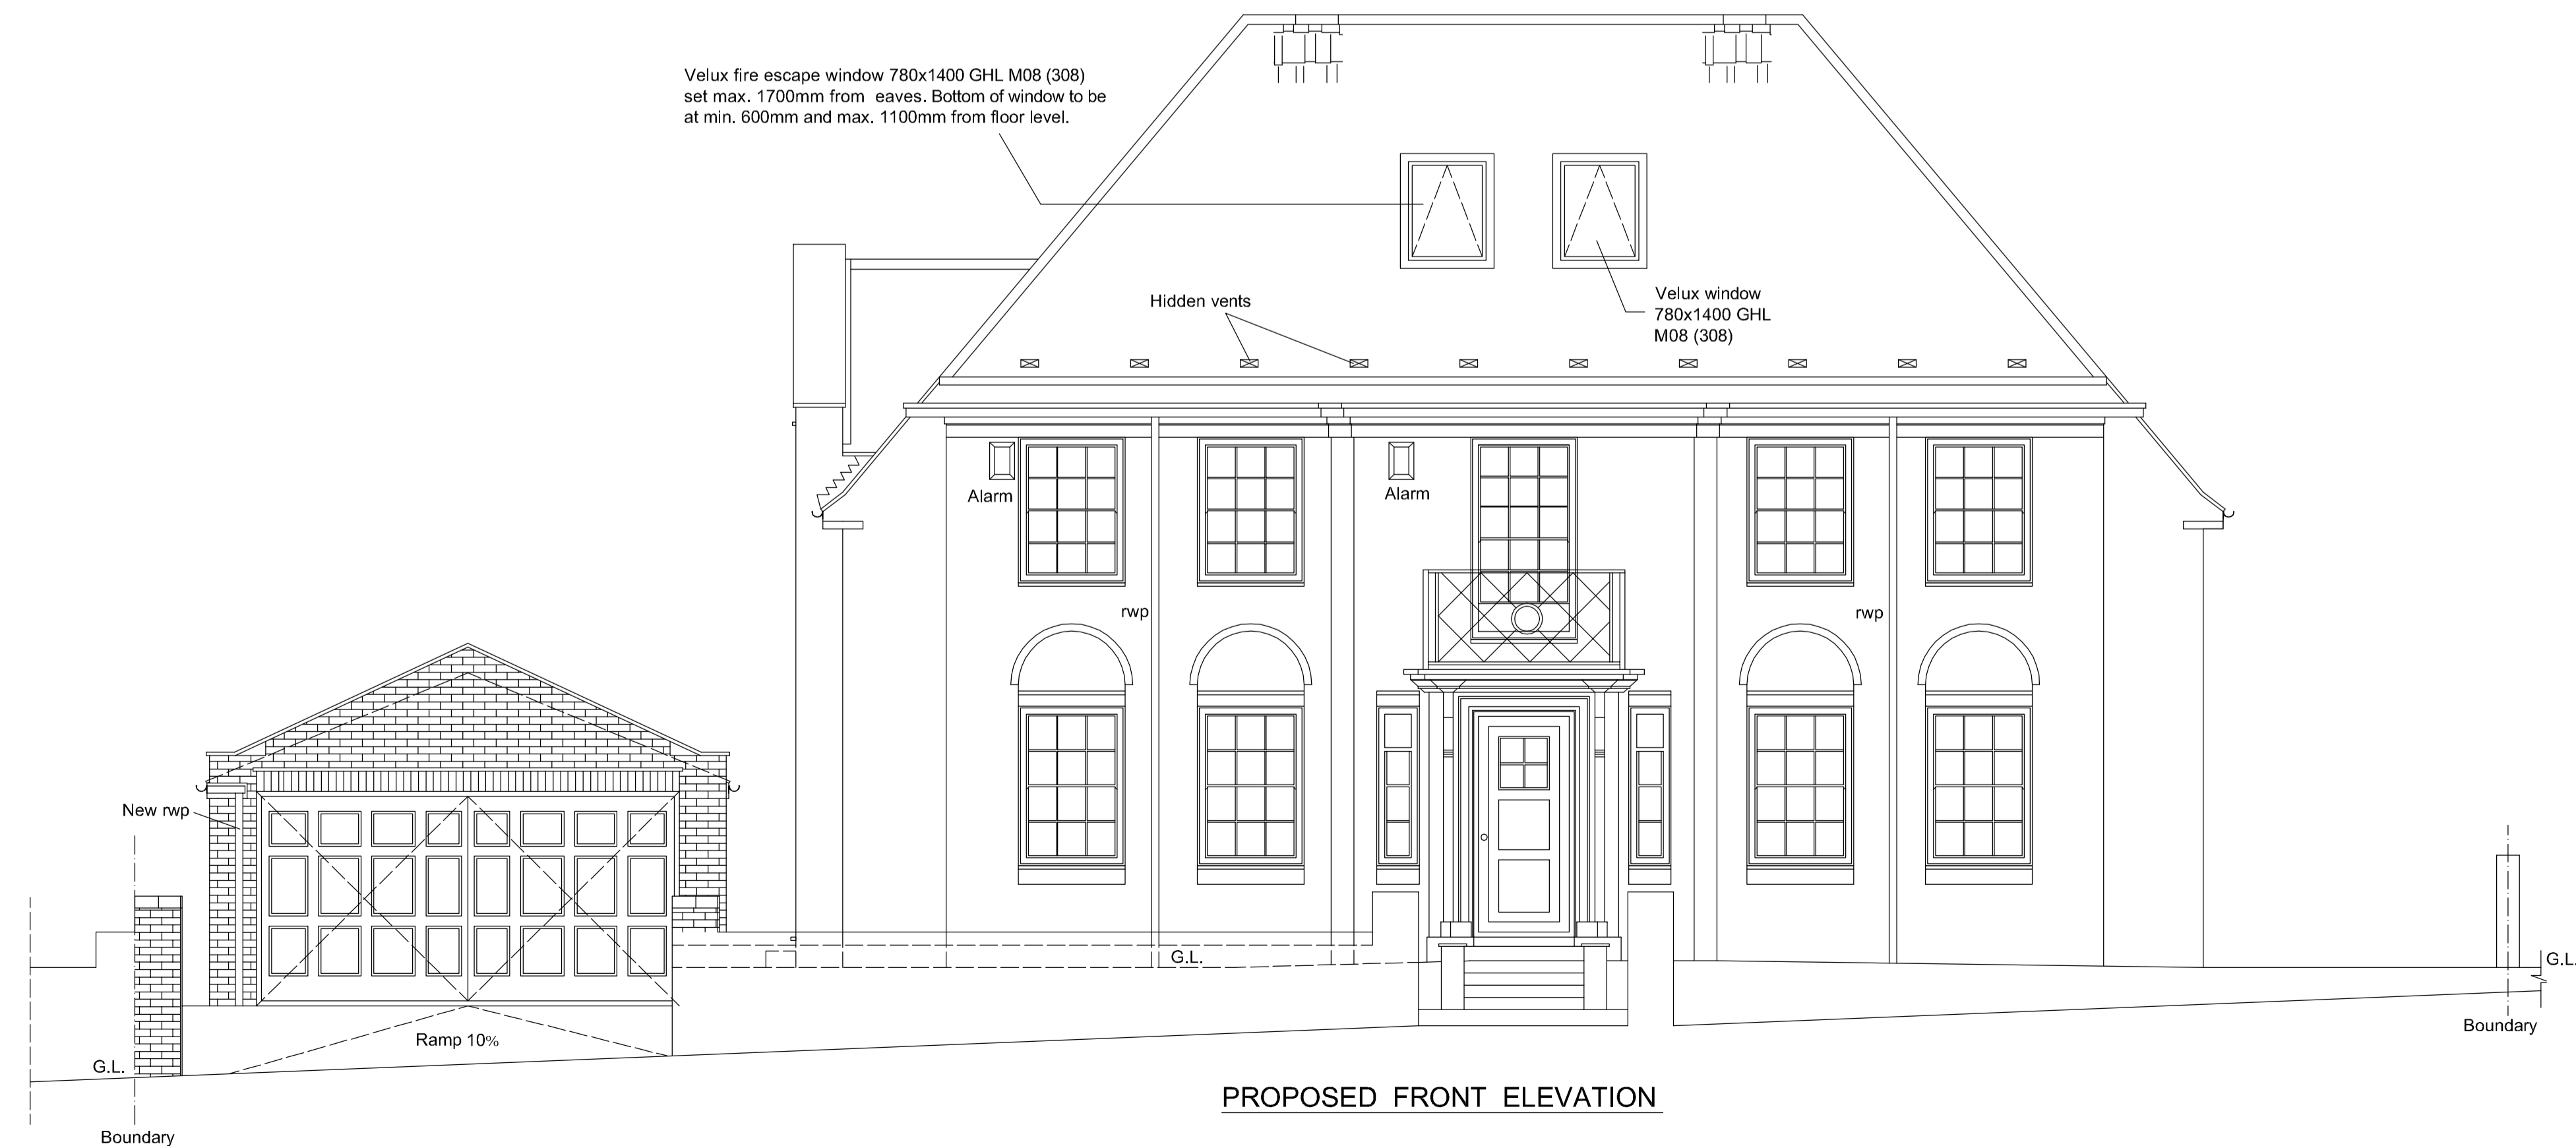 Velux fire escape window 780x1400 GHL M08 (308)
set max. 1700mm from eaves. Bottom of window to be
at min. 600mm and max. 1100mm from floor level.
Hidden vents
Velux window
780x1400 GHL
M08 (308)
Alarm
Alarm
rwp
rwp
New rwp
G.L.
G.L.
Ramp 10%
G.L.
Boundary
Boundary
PROPOSED FRONT ELEVATION